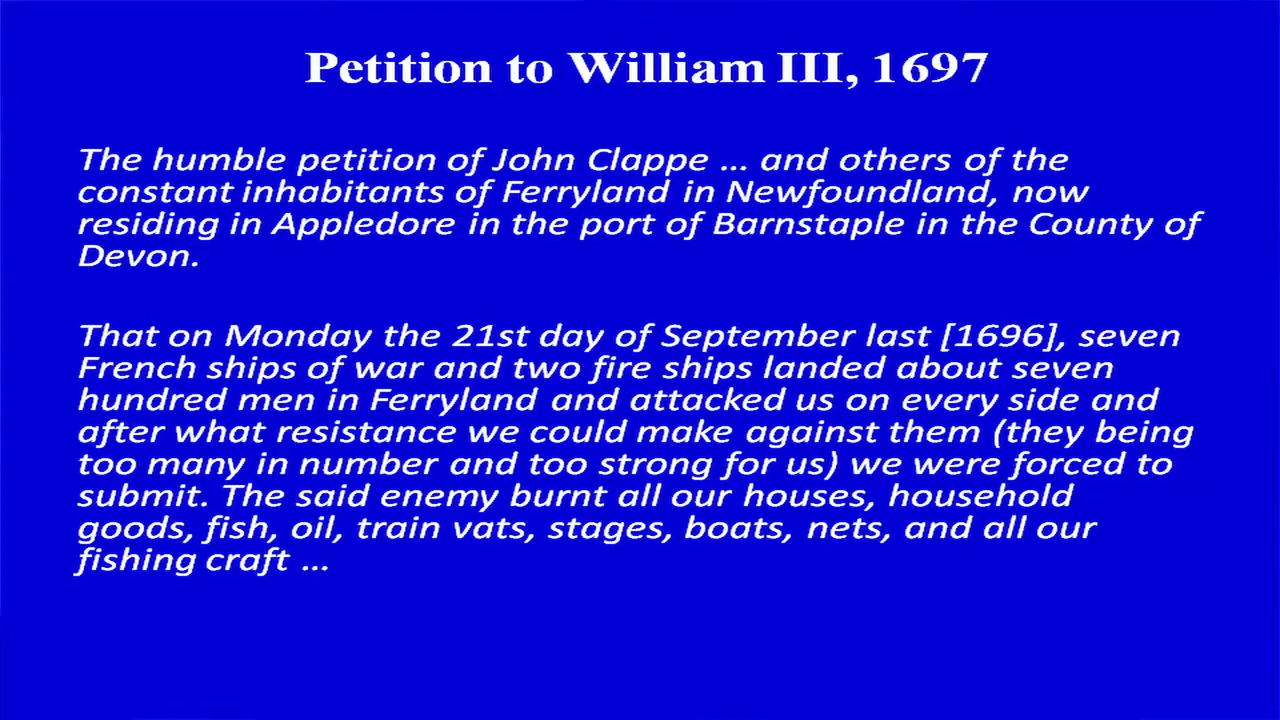 Petition to William III, 1697
The humble petition of John Clappe ... and others of the
constant inhabitants of Ferryland in Newfoundland, now
residing in Appledore in the port of Barnstaple in the County of
Devon.
That on Monday the 21st day of September last [1696], seven
French ships of war and two fire ships landed about seven
hundred men in Ferryland and attacked us on every side and
after what resistance we could make against them (they being
too many in number and too strong for us) we were forced to
submit. The said enemy burnt all our houses, household
goods, fish, oil, train vats, stages, boats, nets, and all our
fishing craft ...